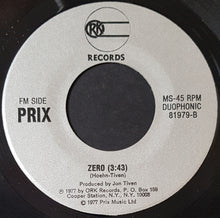 ORK
RECORDS
FM SIDE
PRIX
MS-45 RPM
DUOPHONIC
81979-B
ZERO (3:43)
(Hoehn-Tiven)
Produced by Jon Tiven
© 1977 by ORK Records, P. O. Box 159
Cooper Station, N.Y., N.Y. 10003
℗ 1977 Prix Music Ltd